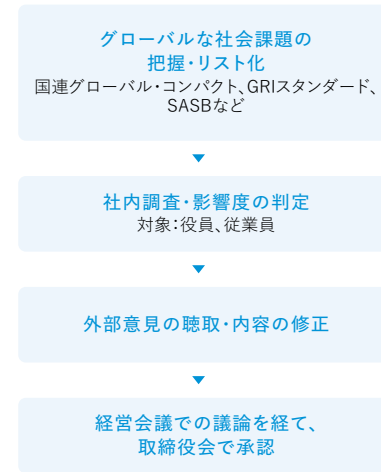 グローバルな社会課題の
把握・リスト化
国連グローバル・コンパクト、GRIスタンダード、
SASBなど
社内調査・影響度の判定
対象：役員、従業員
外部意見の聴取・内容の修正
経営会議での議論を経て、
取締役会で承認